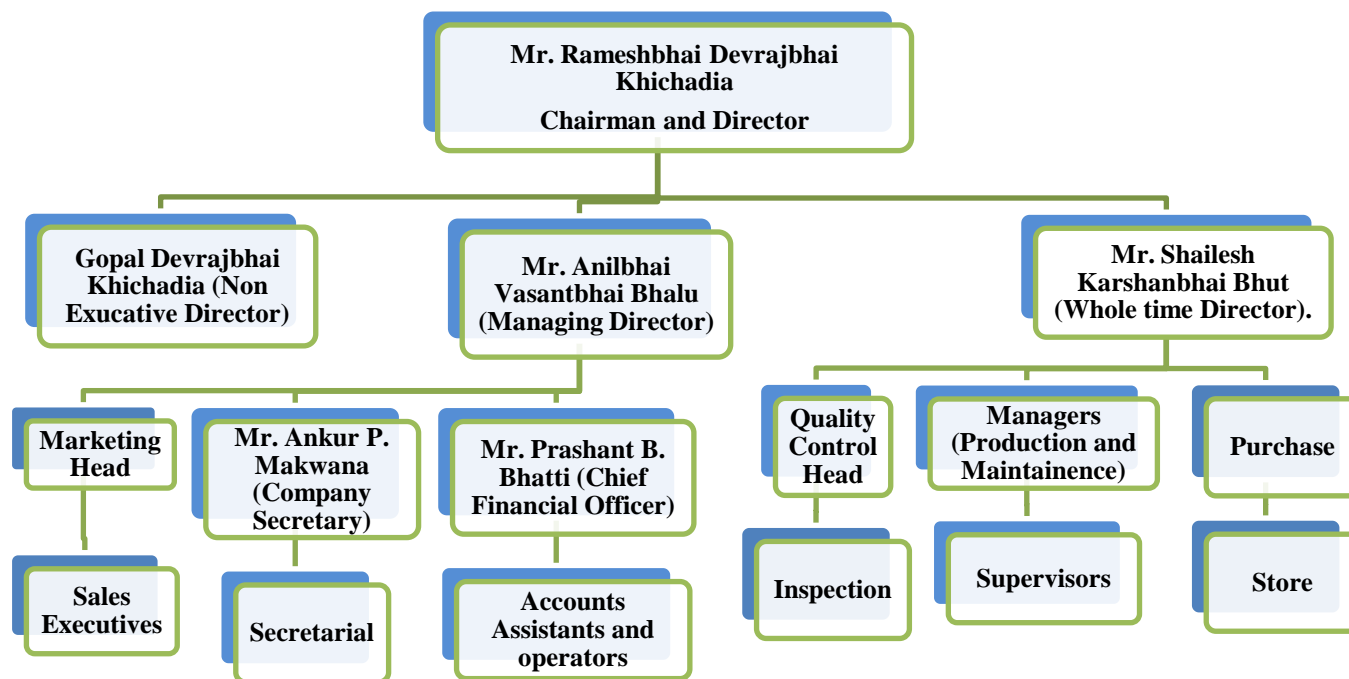 Mr. Rameshbhai Devrajbhai
Khichadia
Chairman and Director
Gopal Devrajbhai
Khichadia (Non
Exucative Director)
Mr. Anilbhai
Vasantbhai Bhalu
(Managing Director)
Mr. Shailesh
Karshanbhai Bhut
(Whole time Director).
Marketing
Head
Mr. Ankur P.
Makwana
(Company
Secretary)
Mr. Prashant B.
Bhatti (Chief
Financial Officer)
Quality
Control
Head
Managers
(Production and
Maintainence)
Purchase
Sales
Executives
Secretarial
Accounts
Assistants and
operators
Inspection
Supervisors
Store